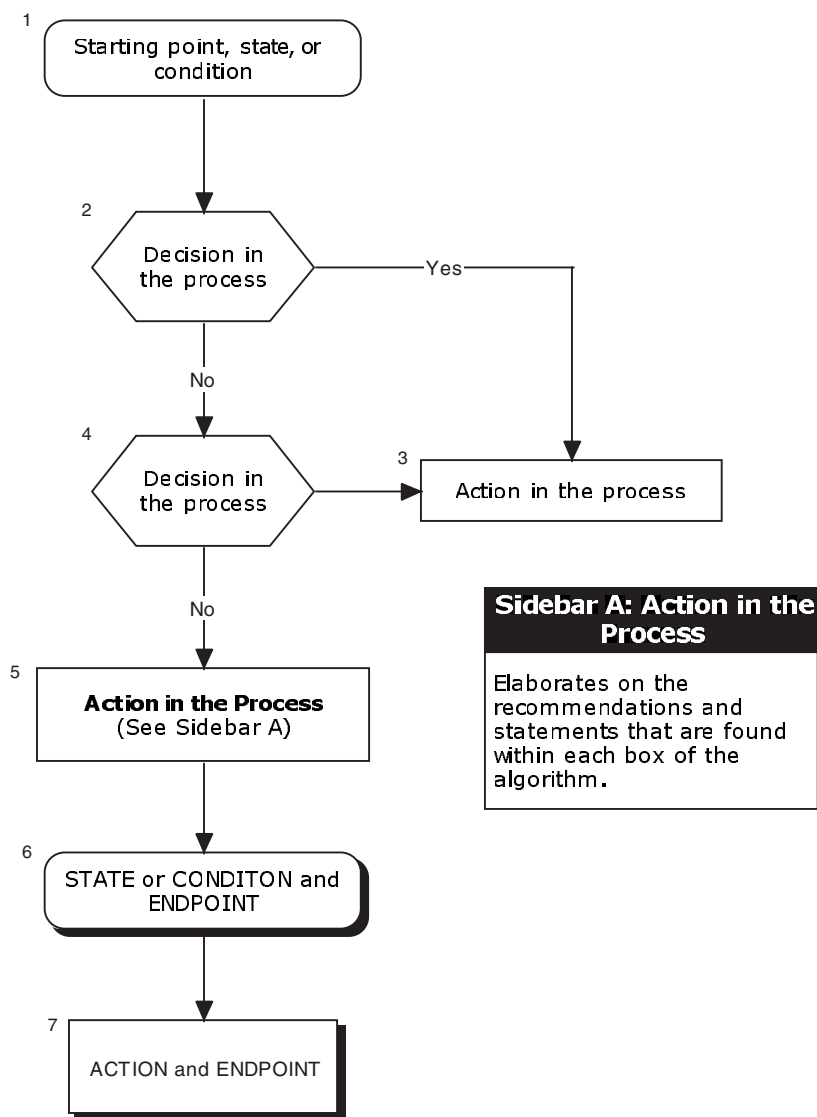 1
Starting point, state, or
condition
2
Decision in
the process
Yes
No
4
Decision in
the process
3
Action in the process
No
Sidebar A: Action in the
Process
Elaborates on the
recommendations and
statements that are found
within each box of the
algorithm.
5
Action in the Process
(See Sidebar A)
6
STATE or CONDITON and
ENDPOINT
7
ACTION and ENDPOINT